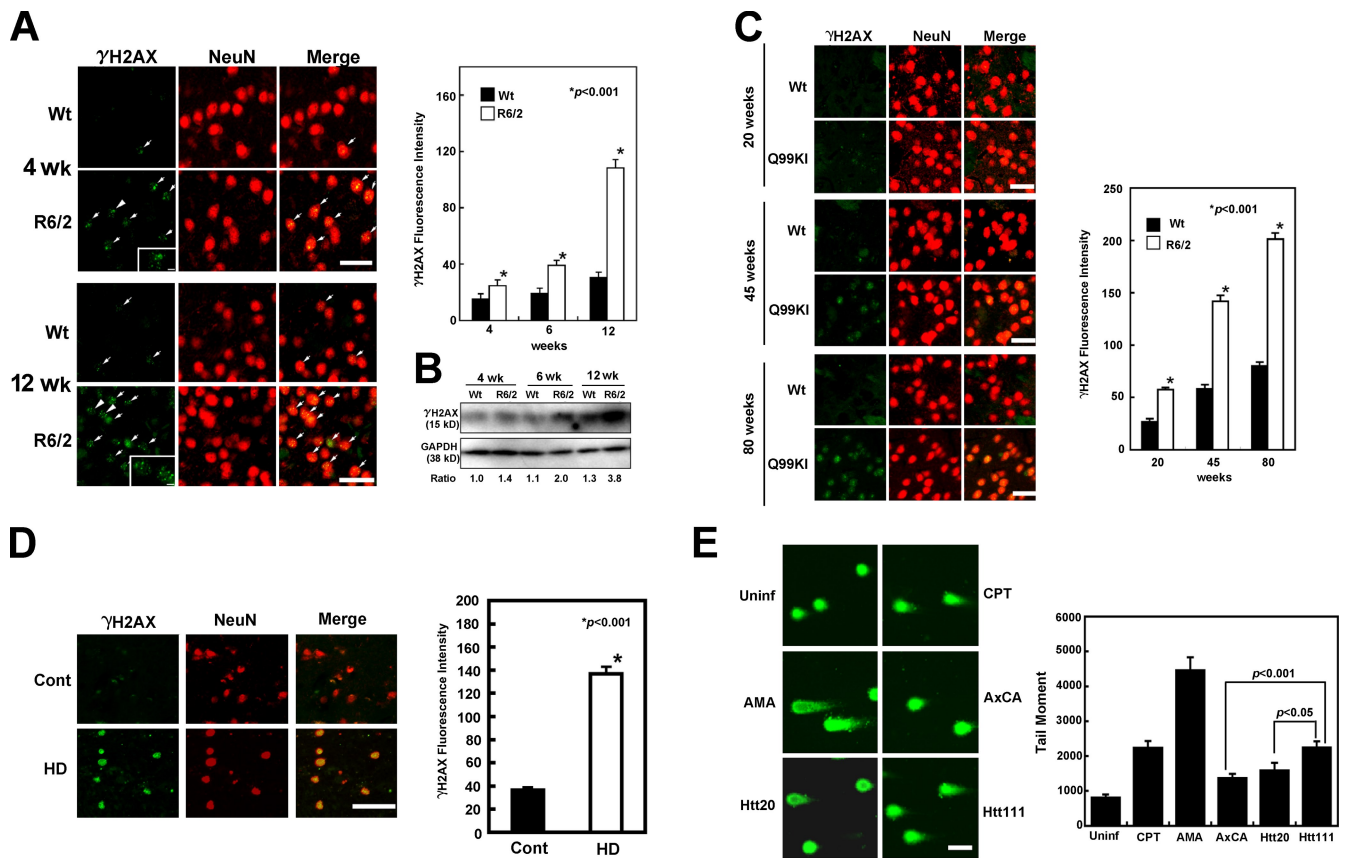 A
γH2AX NeuN Merge
Wt
4 wk
R6/2
Wt
12 wk
R6/2
γH2AX Fluorescence Intensity
160
120
80
40
0
Wt
R6/2
*p<0.001
*
*
*
4 6 12
weeks
B
4 wk 6 wk 12 wk
Wt R6/2 Wt R6/2 Wt R6/2
γH2AX
(15 kD)
GAPDH
(38 kD)
Ratio 1.0 1.4 1.1 2.0 1.3 3.8
C
γH2AX NeuN Merge
20 weeks
Wt
Q99KI
45 weeks
Wt
Q99KI
80 weeks
Wt
Q99KI
γH2AX Fluorescence Intensity
250
200
150
100
50
0
*p<0.001
Wt
R6/2
*
*
*
20 45 80
weeks
D
γH2AX NeuN Merge
Cont
HD
γH2AX Fluorescence Intensity
200
180
160
140
120
100
80
60
40
20
0
*p<0.001
*
Cont HD
E
Uninf CPT
AMA AxCA
Htt20 Htt111
Tail Moment
6000
5000
4000
3000
2000
1000
0
p<0.001
p<0.05
Uninf CPT AMA AxCA Htt20 Htt111